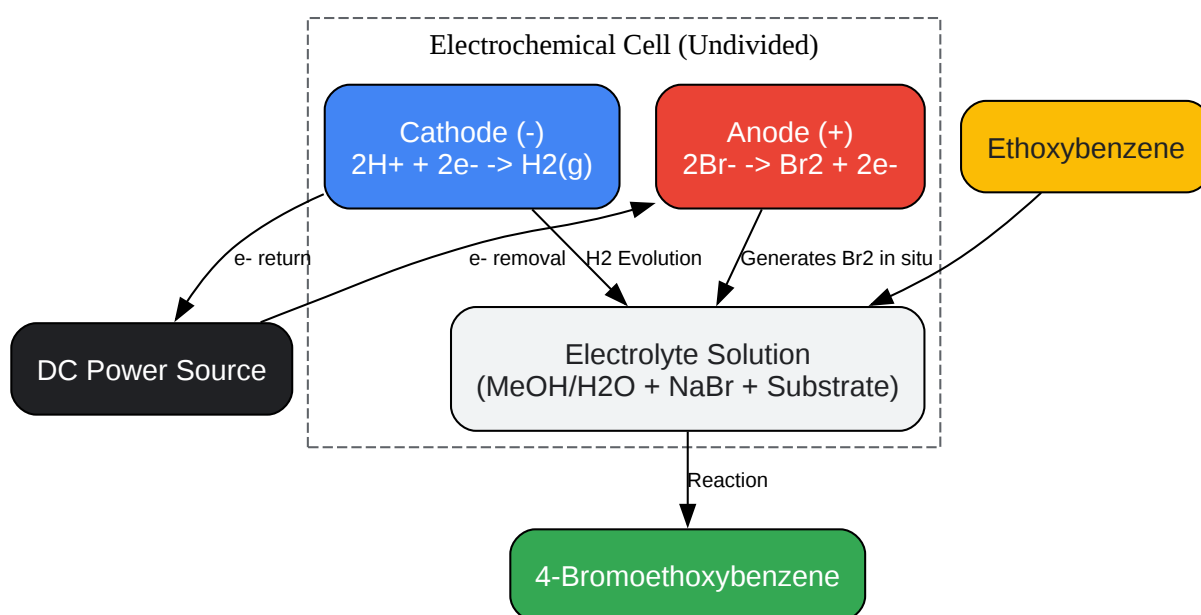 Electrochemical Cell (Undivided)
Cathode (-)
2H+ + 2e- -> H2(g)
Anode (+)
2Br- -> Br2 + 2e-
Ethoxybenzene
e- return
e- removal
H2 Evolution
Generates Br2 in situ
DC Power Source
Electrolyte Solution
(MeOH/H2O + NaBr + Substrate)
Reaction
4-Bromoethoxybenzene